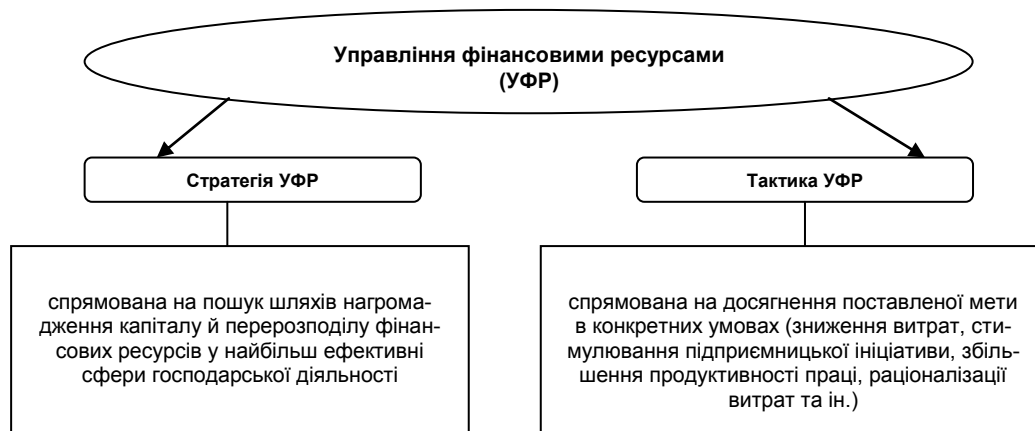 Управління фінансовими ресурсами
(УФР)
Стратегія УФР
Тактика УФР
спрямована на пошук шляхів нагрома-
дження капіталу й перерозподілу фінан-
сових ресурсів у найбільш ефективні
сфери господарської діяльності
спрямована на досягнення поставленої мети
в конкретних умовах (зниження витрат, сти-
мулювання підприємницької ініціативи, збіль-
шення продуктивності праці, раціоналізації
витрат та ін.)